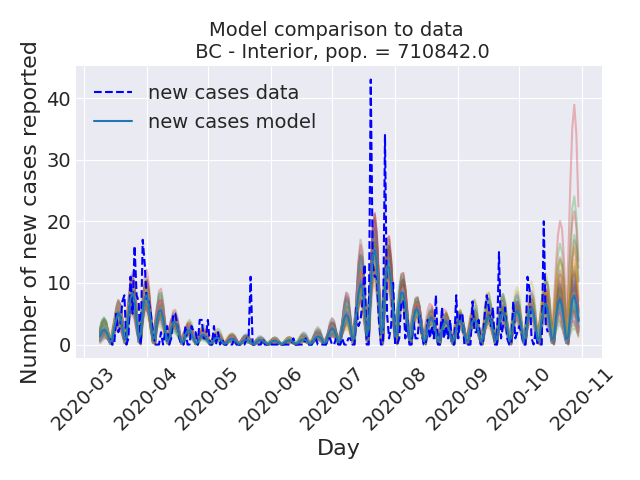 Model comparison to data
BC - Interior, pop. = 710842.0
Number of new cases reported
40
30
20
10
0
new cases data
new cases model
2020-03
2020-04
2020-05
2020-06
2020-07
2020-08
2020-09
2020-10
2020-11
Day